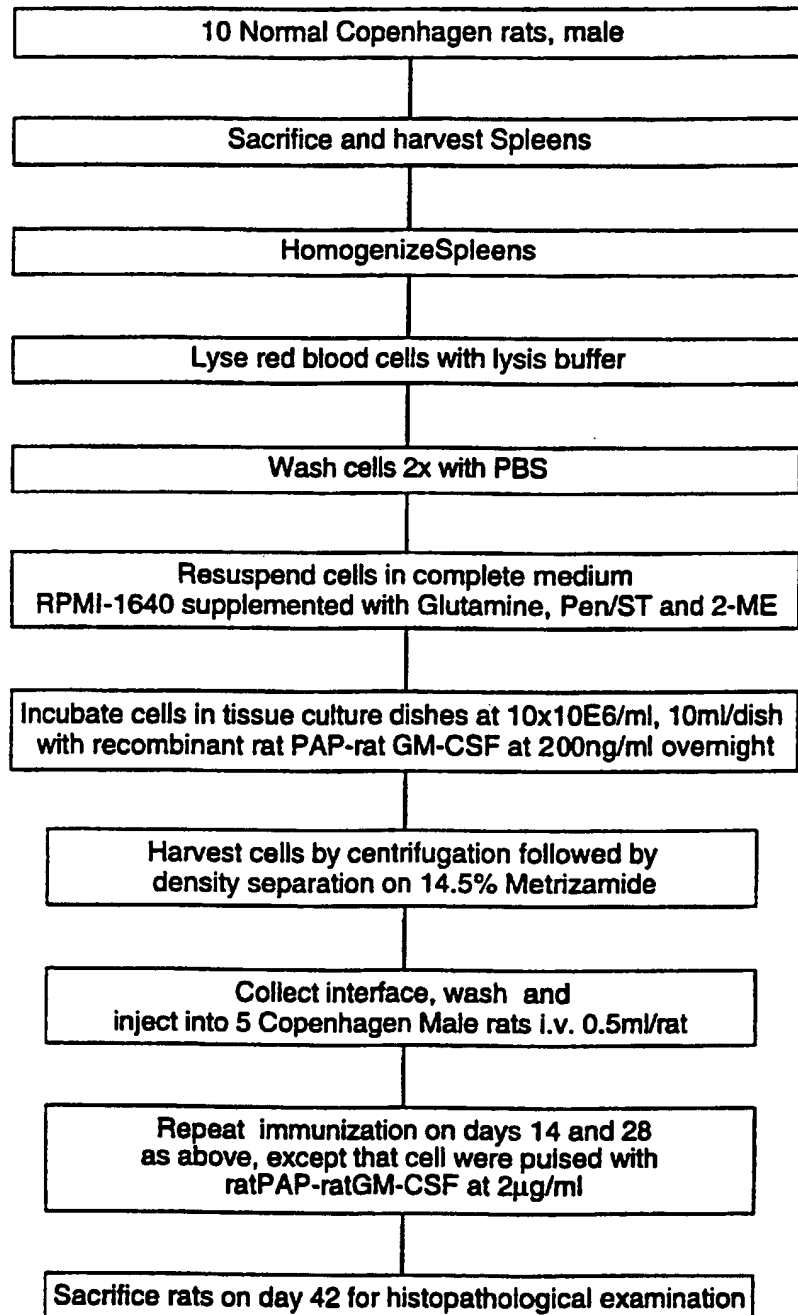 10 Normal Copenhagen rats, male
Sacrifice and harvest Spleens
HomogenizeSpleens
Lyse red blood cells with lysis buffer
Wash cells 2x with PBS
Resuspend cells in complete medium
RPMI-1640 supplemented with Glutamine, Pen/ST and 2-ME
Incubate cells in tissue culture dishes at 10x10E6/ml, 10ml/dish
with recombinant rat PAP-rat GM-CSF at 200ng/ml overnight
Harvest cells by centrifugation followed by
density separation on 14.5% Metrizamide
Collect interface, wash and
inject into 5 Copenhagen Male rats i.v. 0.5ml/rat
Repeat immunization on days 14 and 28
as above, except that cell were pulsed with
ratPAP-ratGM-CSF at 2µg/ml
Sacrifice rats on day 42 for histopathological examination